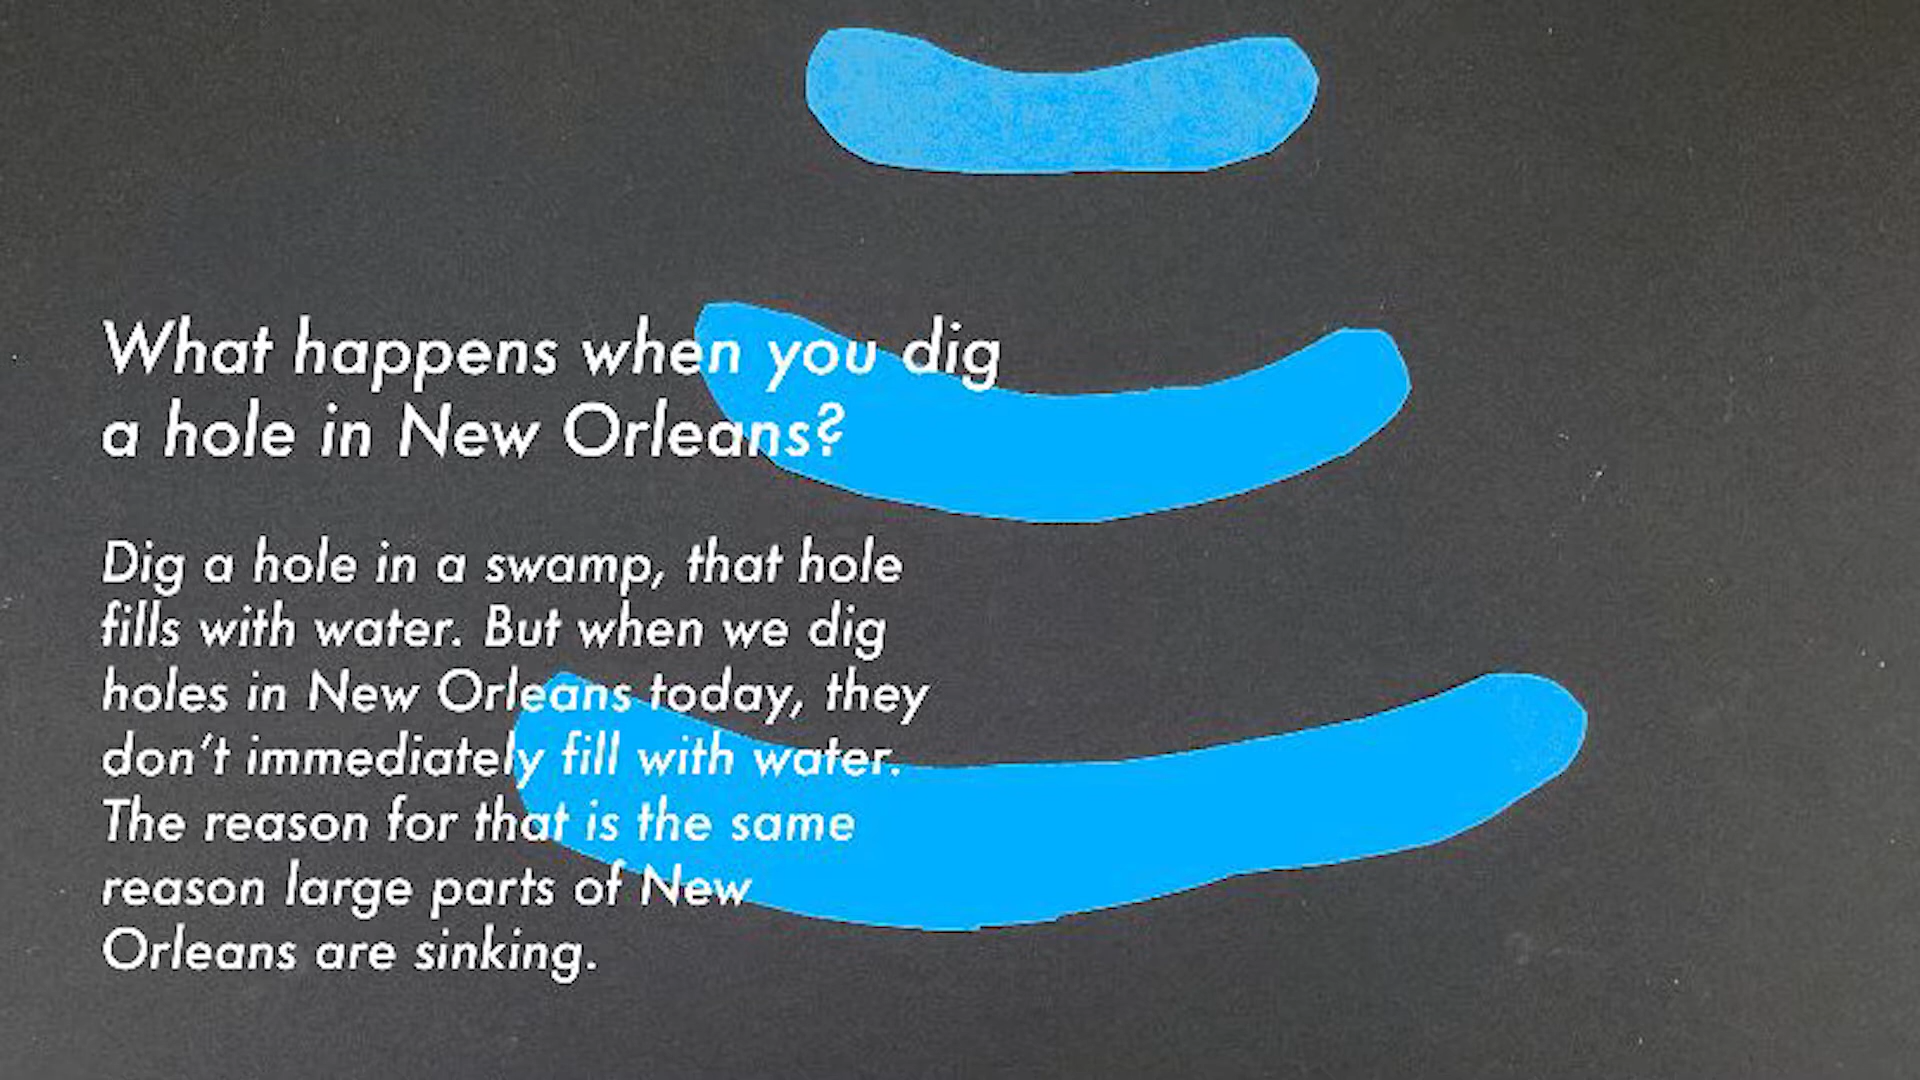 What happens when you dig
a hole in New Orleans?
Dig a hole in a swamp, that hole
fills with water. But when we dig
holes in New Orleans today, they
don't immediately fill with water.
The reason for that is the same
reason large parts of New
Orleans are sinking.